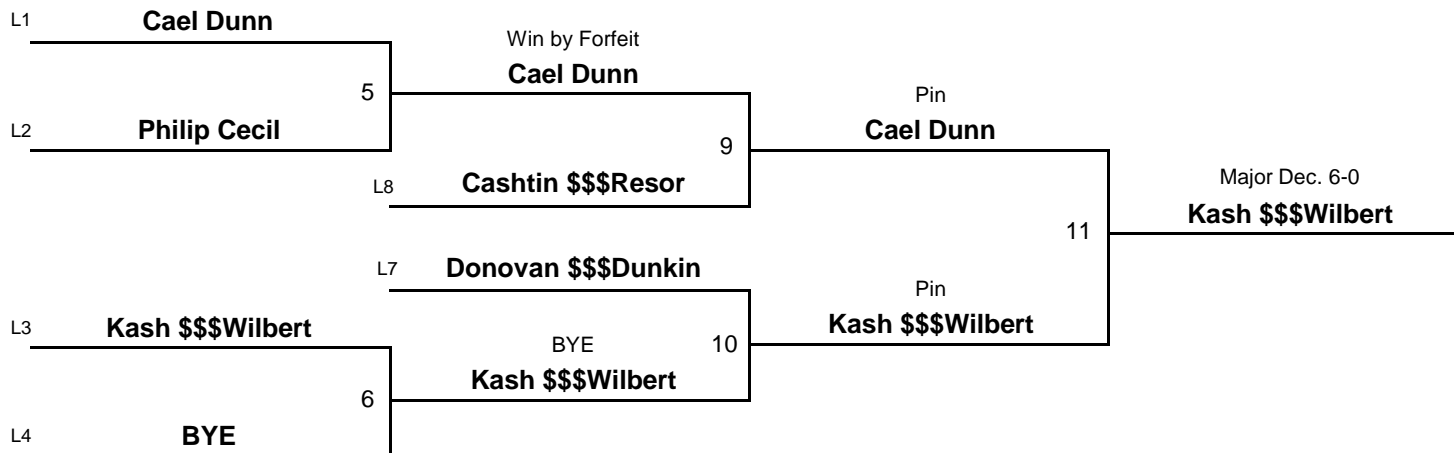 L1 Cael Dunn
Win by Forfeit
Cael Dunn
5
Pin
L2 Philip Cecil
Cael Dunn
9
L8 Cashtin $$$Resor
Major Dec. 6-0
Kash $$$Wilbert
11
L7 Donovan $$$Dunkin
Pin
L3 Kash $$$Wilbert
Kash $$$Wilbert
BYE
10
Kash $$$Wilbert
6
L4 BYE